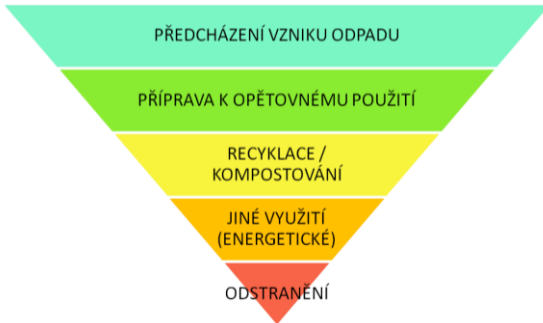 PŘEDCHÁZENÍ VZNIKU ODPADU
PŘÍPRAVA K OPĚTOVNÉMU POUŽITÍ
RECYKLACE /
KOMPOSTOVÁNÍ
JINÉ VYUŽITÍ
(ENERGETICKÉ)
ODSTRANĚNÍ